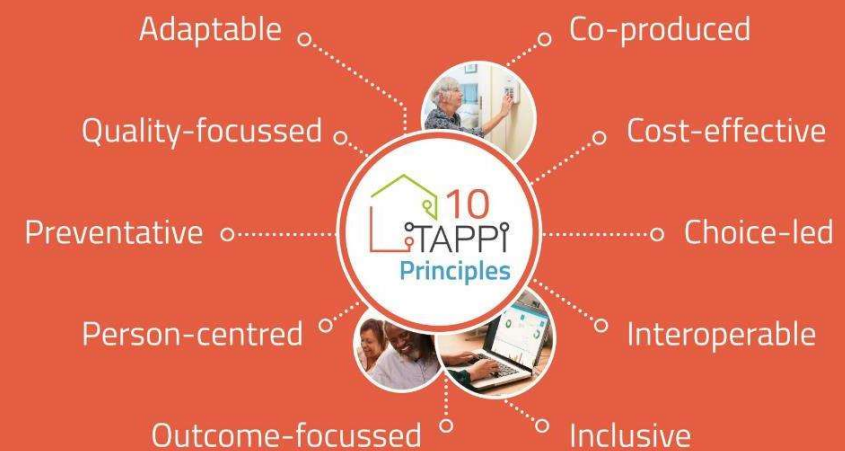 Adaptable
Co-produced
Quality-focussed
Cost-effective
10
TAPPI
Principles
Preventative
Choice-led
Person-centred
Interoperable
Outcome-focussed
Inclusive